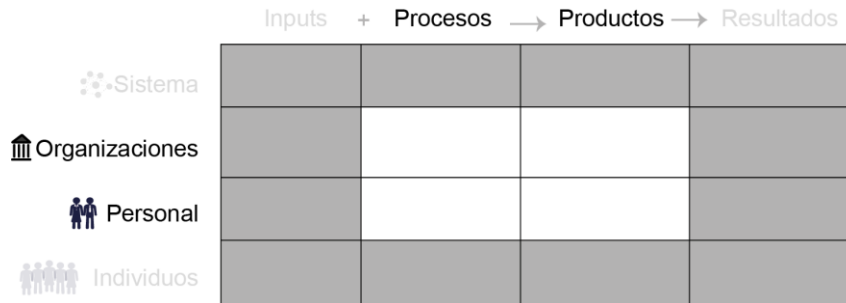 Inputs + Procesos → Productos → Resultados
Sistema
Organizaciones
Personal
Individuos